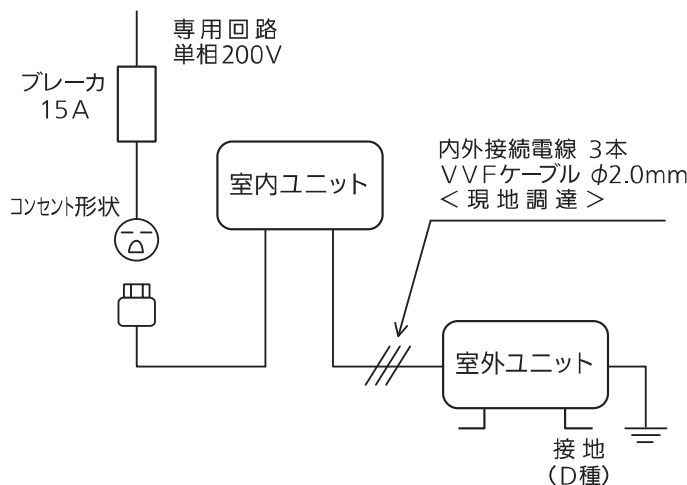 専用回路
単相200V
ブレーカ
15A
コンセント形状
室内ユニット
内外接続電線 3本
VVFケーブル φ2.0mm
<現地調達>
室外ユニット
接地
(D種)